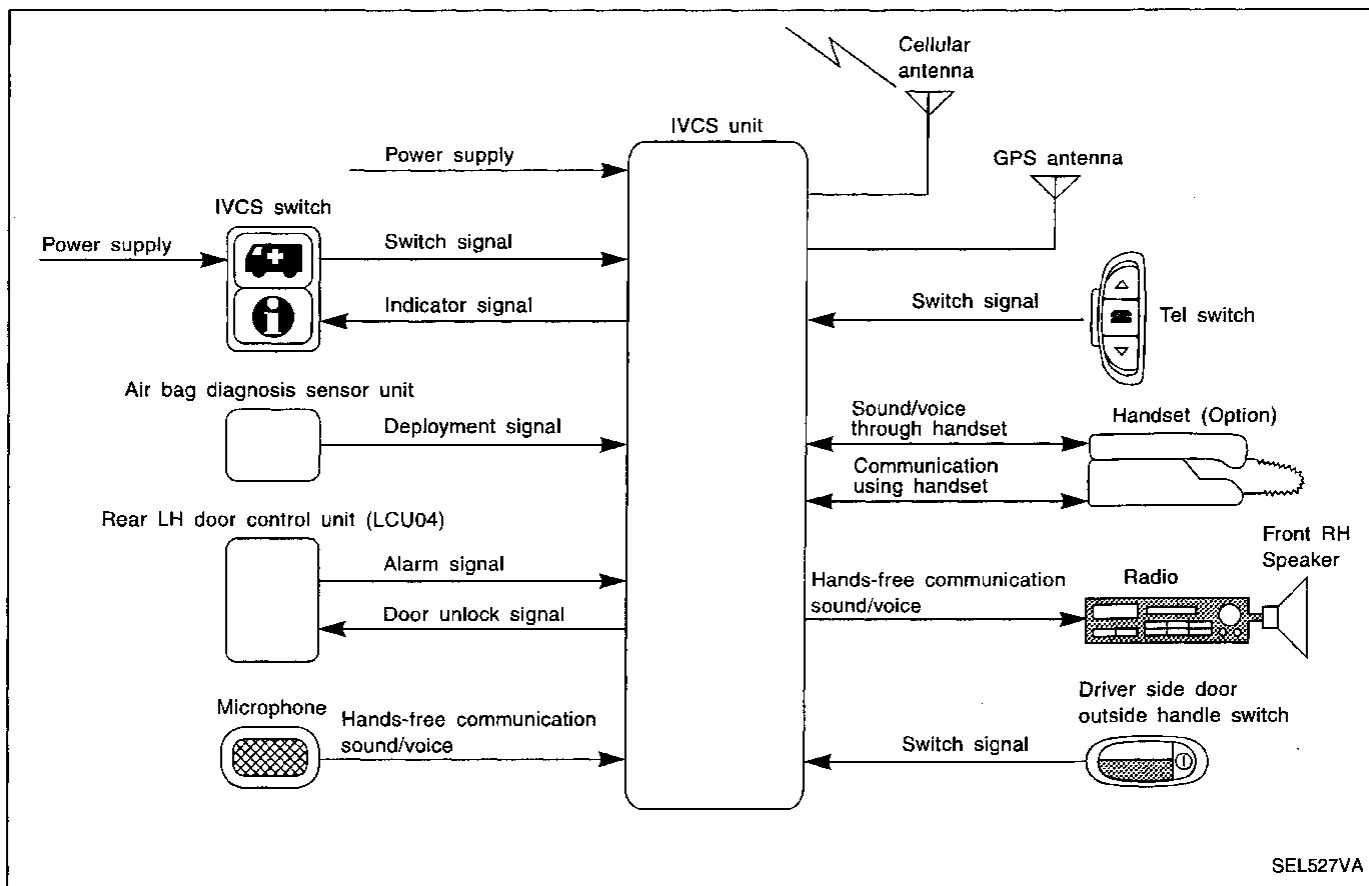 Cellular
antenna
IVCS unit
Power supply
GPS antenna
IVCS switch
Power supply
Switch signal
Indicator signal
Switch signal
Tel switch
Air bag diagnosis sensor unit
Deployment signal
Sound/voice
through handset
Handset (Option)
Communication
using handset
Rear LH door control unit (LCU04)
Alarm signal
Door unlock signal
Hands-free communication
sound/voice
Radio
Front RH
Speaker
Microphone
Hands-free communication
sound/voice
Driver side door
outside handle switch
Switch signal
SEL527VA